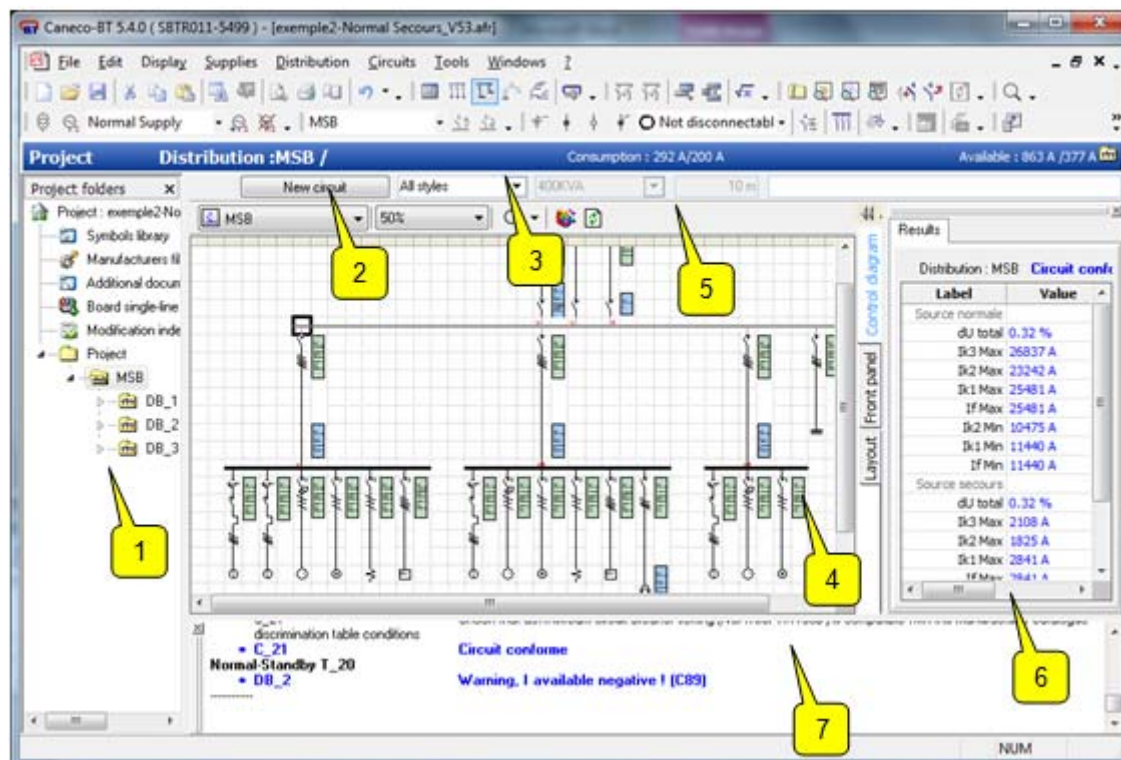 Caneco-BT 5.4.0 ( SBTR011-5499 ) - [exemple2-Normal Secours_V53.afr]
File Edit Display Supplies Distribution Circuits Tools Windows ?
Normal Supply MSB Not disconnectabl
Project Distribution :MSB / Consumption : 292 A/200 A Available : 863 A /377 A
Project folders x
New circuit All styles 400KVA 10 m
Project : exemple2-No
Symbols library
Manufacturers fil
Additional docun
Board single-line
Modification inde
Project
MSB
DB_1
DB_2
DB_3
MSB 50%
1
2
3
4
5
6
7
Control diagram
Front panel
Layout
Results
Distribution : MSB Circuit confo
Label Value
Source normale
dU total 0.32 %
Ik3 Max 26837 A
Ik2 Max 23242 A
Ik1 Max 25481 A
If Max 25481 A
Ik2 Min 10475 A
Ik1 Min 11440 A
If Min 11440 A
Source secours
dU total 0.32 %
Ik3 Max 2108 A
Ik2 Max 1825 A
Ik1 Max 2841 A
If Max 2841 A
discrimination table conditions
• C_21 Circuit conforme
Normal-Standby T_20
• DB_2 Warning, I available negative ! (C89)
----------
NUM